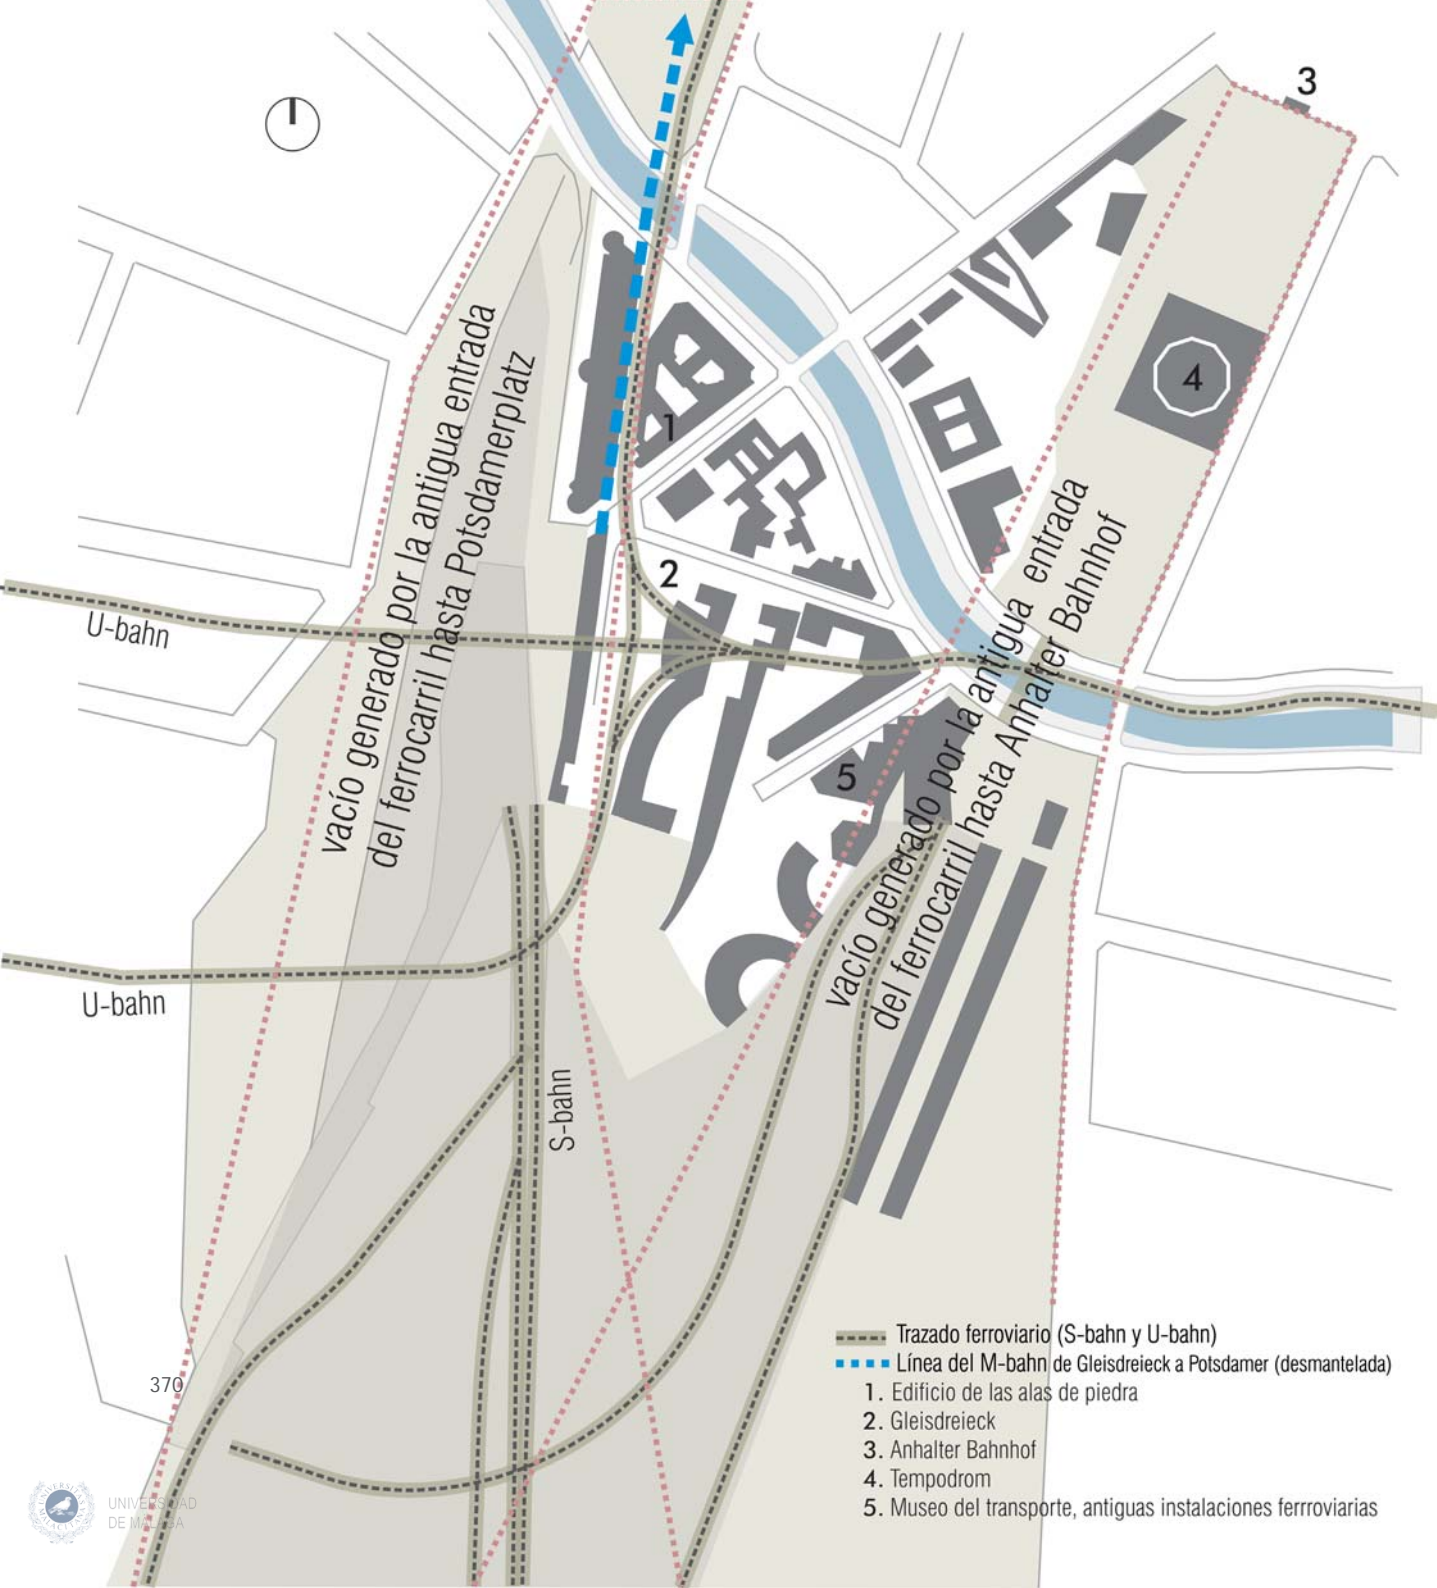 3
4
vacío generado por la antigua entrada
del ferrocarril hasta Potsdamerplatz
1
2
vacío generado por la antigua entrada
del ferrocarril hasta Anhalter Bahnhof
U-bahn
5
U-bahn
S-bahn
Trazado ferroviario (S-bahn y U-bahn)
Línea del M-bahn de Gleisdreieck a Potsdamer (desmantelada)
1. Edificio de las alas de piedra
2. Gleisdreieck
3. Anhalter Bahnhof
4. Tempodrom
5. Museo del transporte, antiguas instalaciones ferrroviarias
370
UNIVERSIDAD
DE MÁLAGA